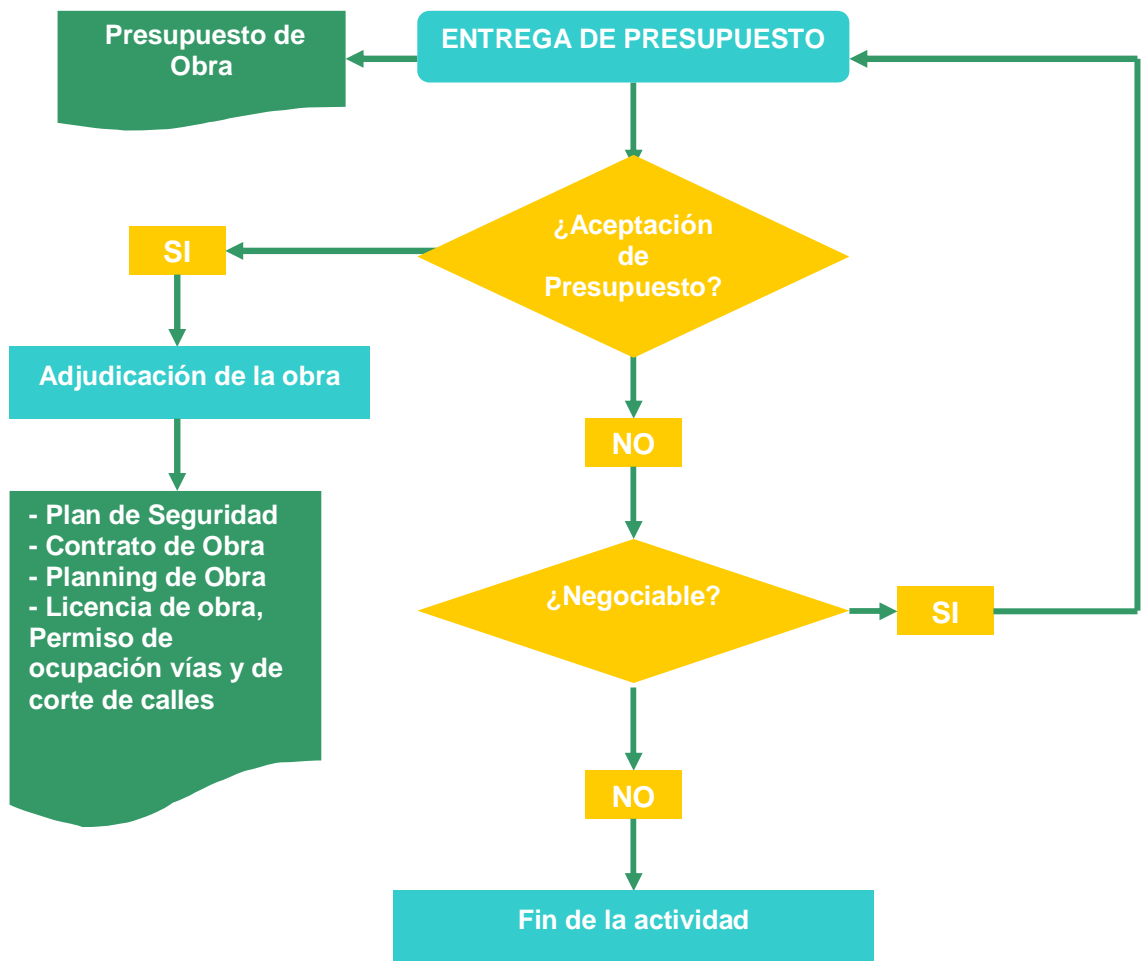 Presupuesto de
Obra
ENTREGA DE PRESUPUESTO
¿Aceptación
de
Presupuesto?
SI
Adjudicación de la obra
NO
- Plan de Seguridad
- Contrato de Obra
- Planning de Obra
- Licencia de obra,
Permiso de
ocupación vías y de
corte de calles
¿Negociable?
SI
NO
Fin de la actividad